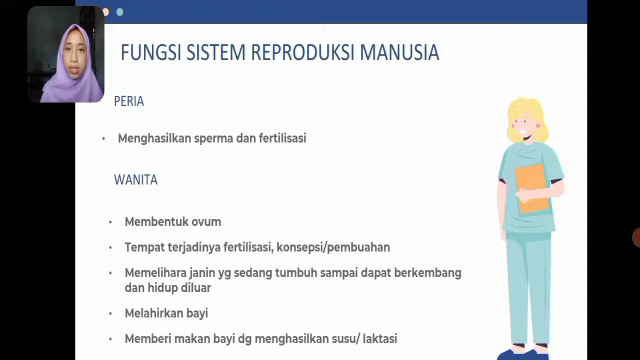 FUNGSI SISTEM REPRODUKSI MANUSIA
PERIA
• Menghasilkan sperma dan fertilisasi
WANITA
• Membentuk ovum
• Tempat terjadinya fertilisasi, konsepsi/pembuahan
• Memelihara janin yg sedang tumbuh sampai dapat berkembang
dan hidup diluar
• Melahirkan bayi
• Memberi makan bayi dg menghasilkan susu/ laktasi